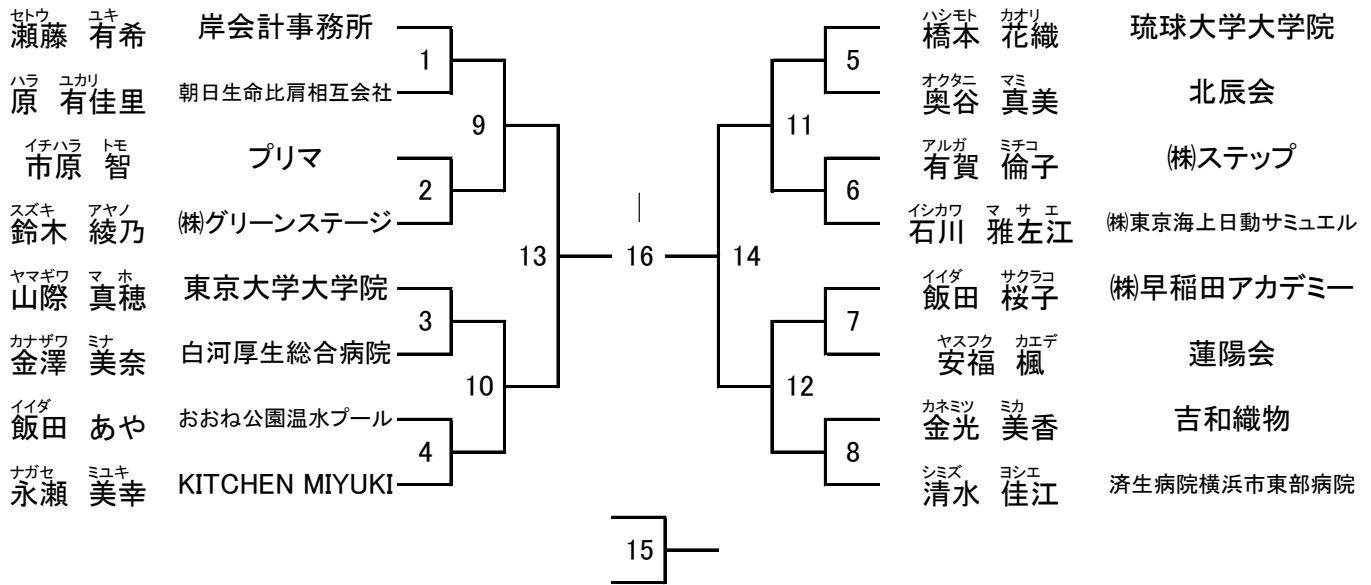 セトウ ユキ
瀬藤 有希 岸会計事務所
1
ハラ ユカリ
原 有佳里 朝日生命比肩相互会社
9
イチハラ トモ
市原 智 プリマ
2
スズキ アヤノ
鈴木 綾乃 ㈱グリーンステージ
13
ヤマギワ マ ホ
山際 真穂 東京大学大学院
3
カナザワ ミナ
金澤 美奈 白河厚生総合病院
10
イイダ
飯田 あや おおね公園温水プール
4
ナガセ ミユキ
永瀬 美幸 KITCHEN MIYUKI
16
15
ハシモト カオリ
橋本 花織 琉球大学大学院
5
オクタニ マミ
奥谷 真美 北辰会
11
アルガ ミチコ
有賀 倫子 ㈱ステップ
6
イシカワ マ サ エ
石川 雅左江 ㈱東京海上日動サミュエル
14
イイダ サクラコ
飯田 桜子 ㈱早稲田アカデミー
7
ヤスフク カエデ
安福 楓 蓮陽会
12
カネミツ ミカ
金光 美香 吉和織物
8
シミズ ヨシエ
清水 佳江 済生病院横浜市東部病院